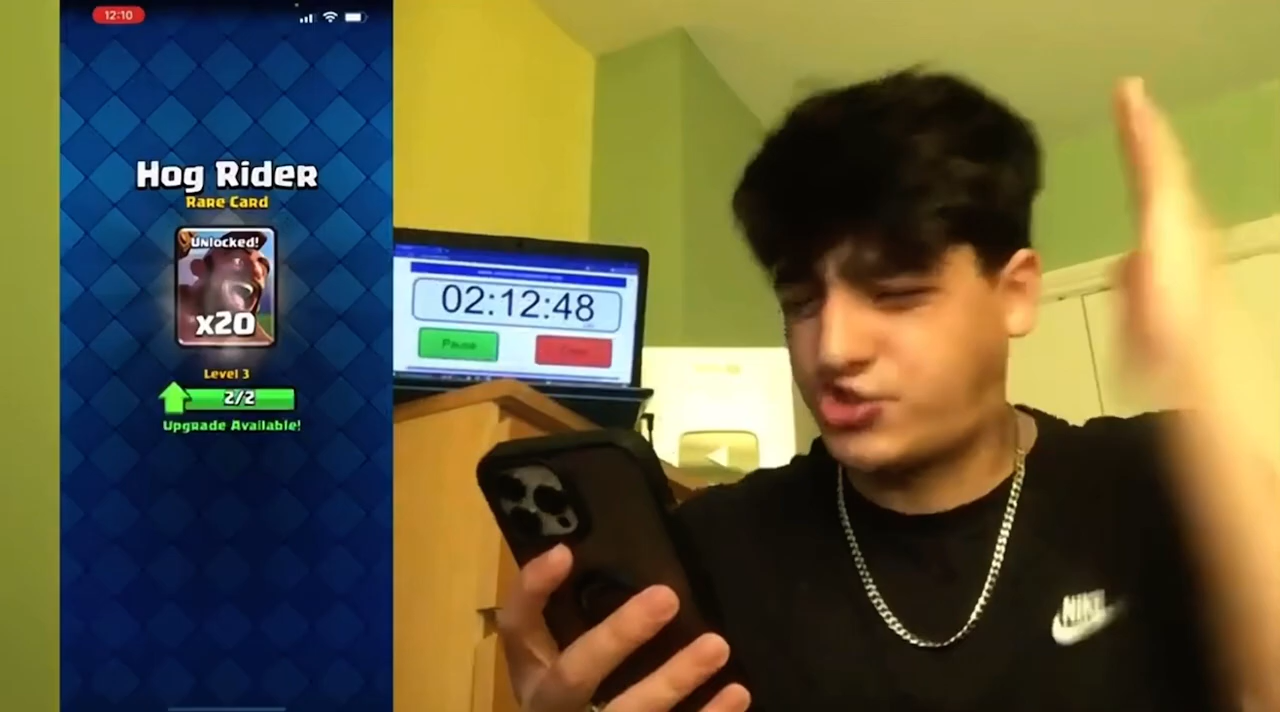 12:10
Hog Rider
Rare Card
Unlocked!
x20
Level 3
2/2
Upgrade Available!
02:12:48
Pause
NIKE